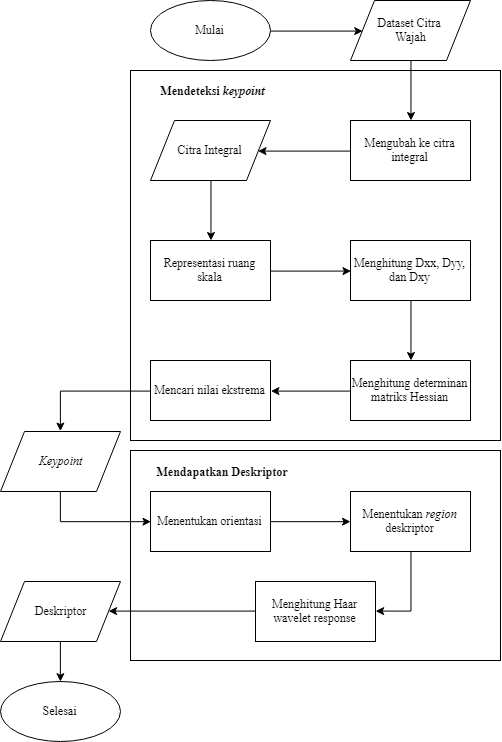 Mulai
Dataset Citra
Wajah
Mendeteksi keypoint
Mengubah ke citra
integral
Citra Integral
Representasi ruang
skala
Menghitung Dxx, Dyy,
dan Dxy
Menghitung determinan
matriks Hessian
Mencari nilai ekstrema
Keypoint
Mendapatkan Deskriptor
Menentukan orientasi
Menentukan region
deskriptor
Menghitung Haar
wavelet response
Deskriptor
Selesai